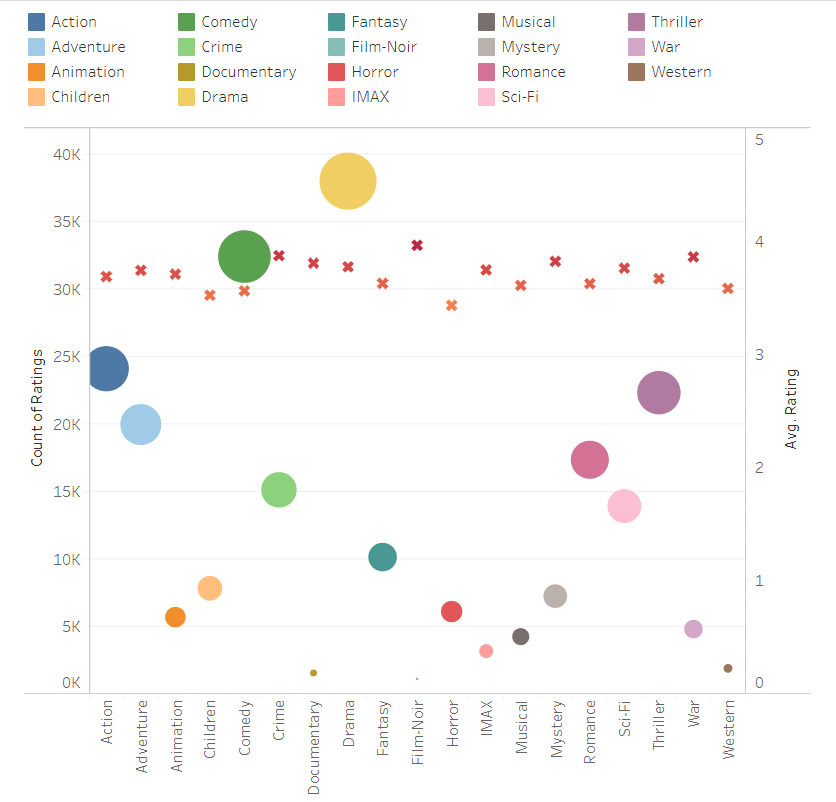 Action Comedy Fantasy Musical Thriller
Adventure Crime Film-Noir Mystery War
Animation Documentary Horror Romance Western
Children Drama IMAX Sci-Fi
5
40K
35K
4
30K
25K
3
Count of Ratings
Avg. Rating
20K
2
15K
10K
1
5K
0K
0
Action
Adventure
Animation
Children
Comedy
Crime
Documentary
Drama
Fantasy
Film-Noir
Horror
IMAX
Musical
Mystery
Romance
Sci-Fi
Thriller
War
Western